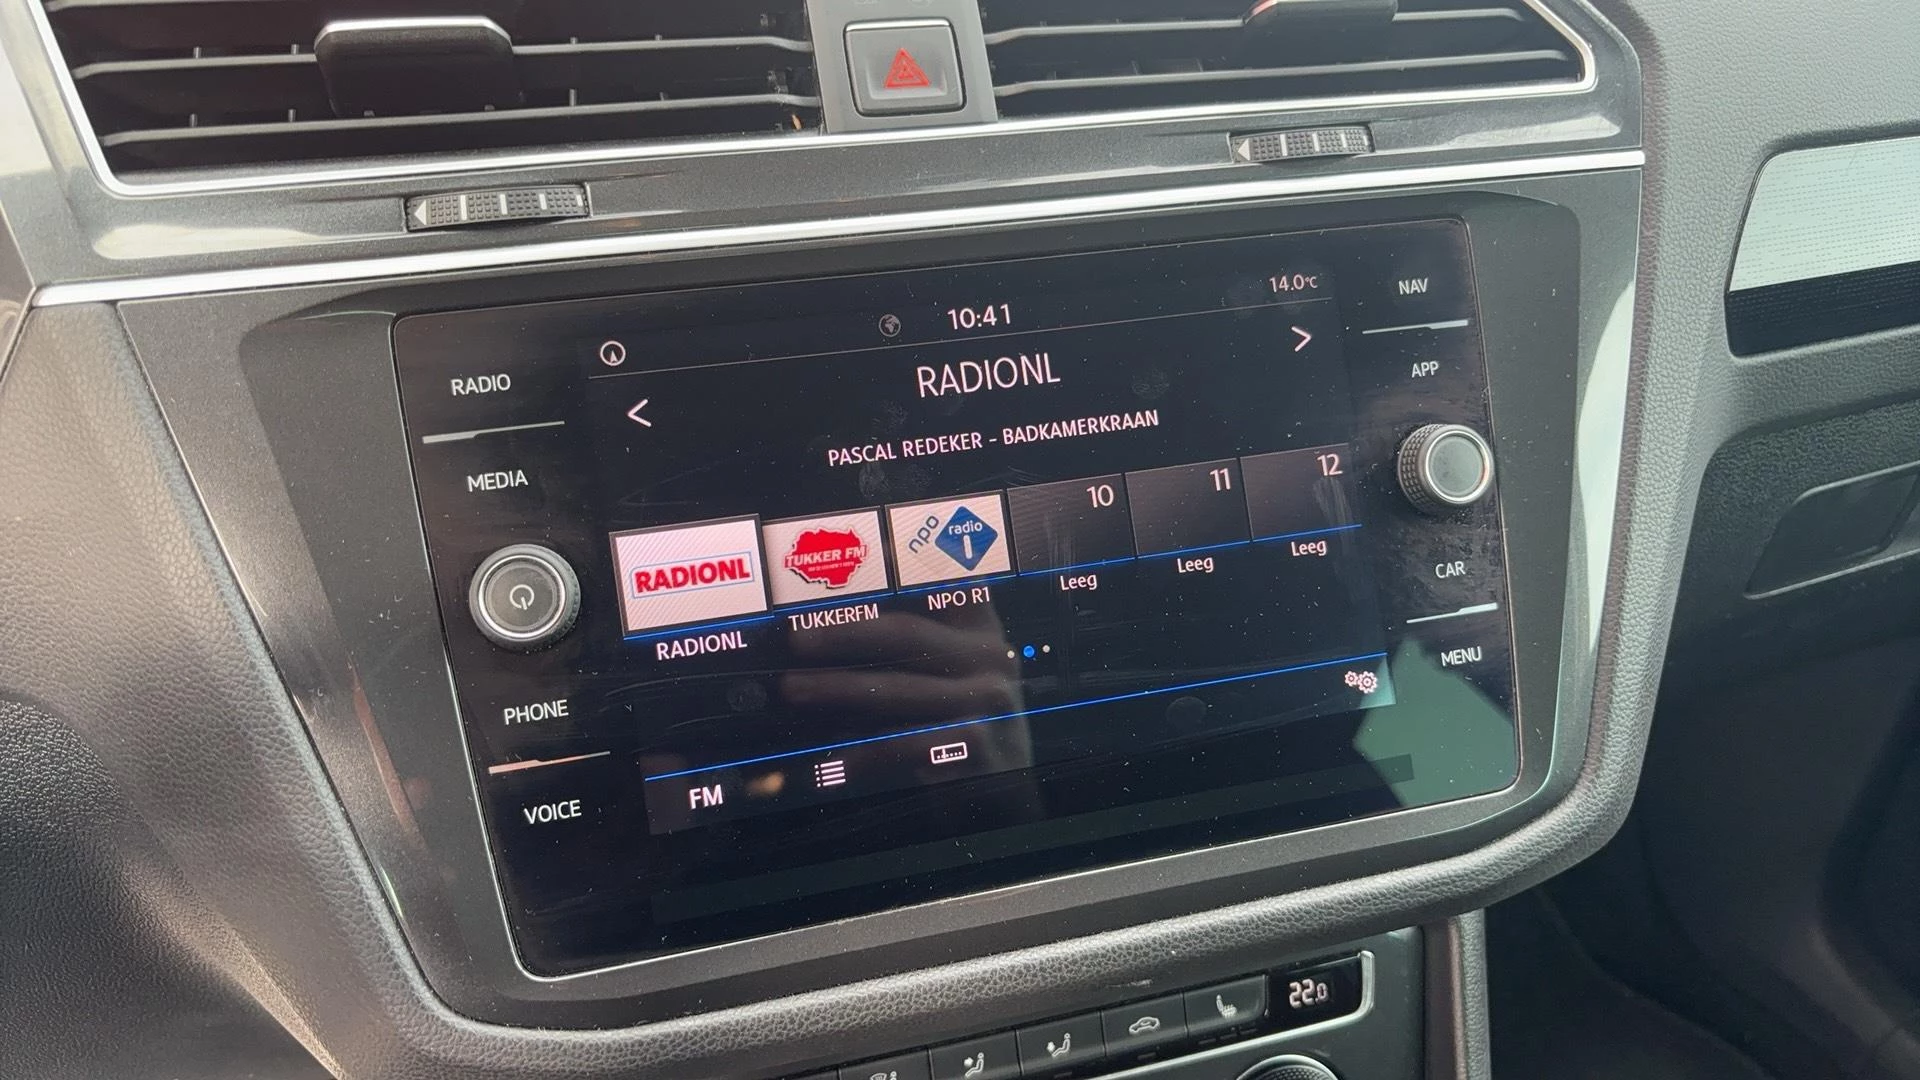 14.0°C
10:41
RADIONL
PASCAL REDEKER - BADKAMERKRAAN
RADIO
MEDIA
PHONE
VOICE
NAV
APP
CAR
MENU
10
11
12
RADIONL
TUKKER FM
npo radio 1
RADIONL
TUKKERFM
NPO R1
Leeg
Leeg
Leeg
FM
22.0